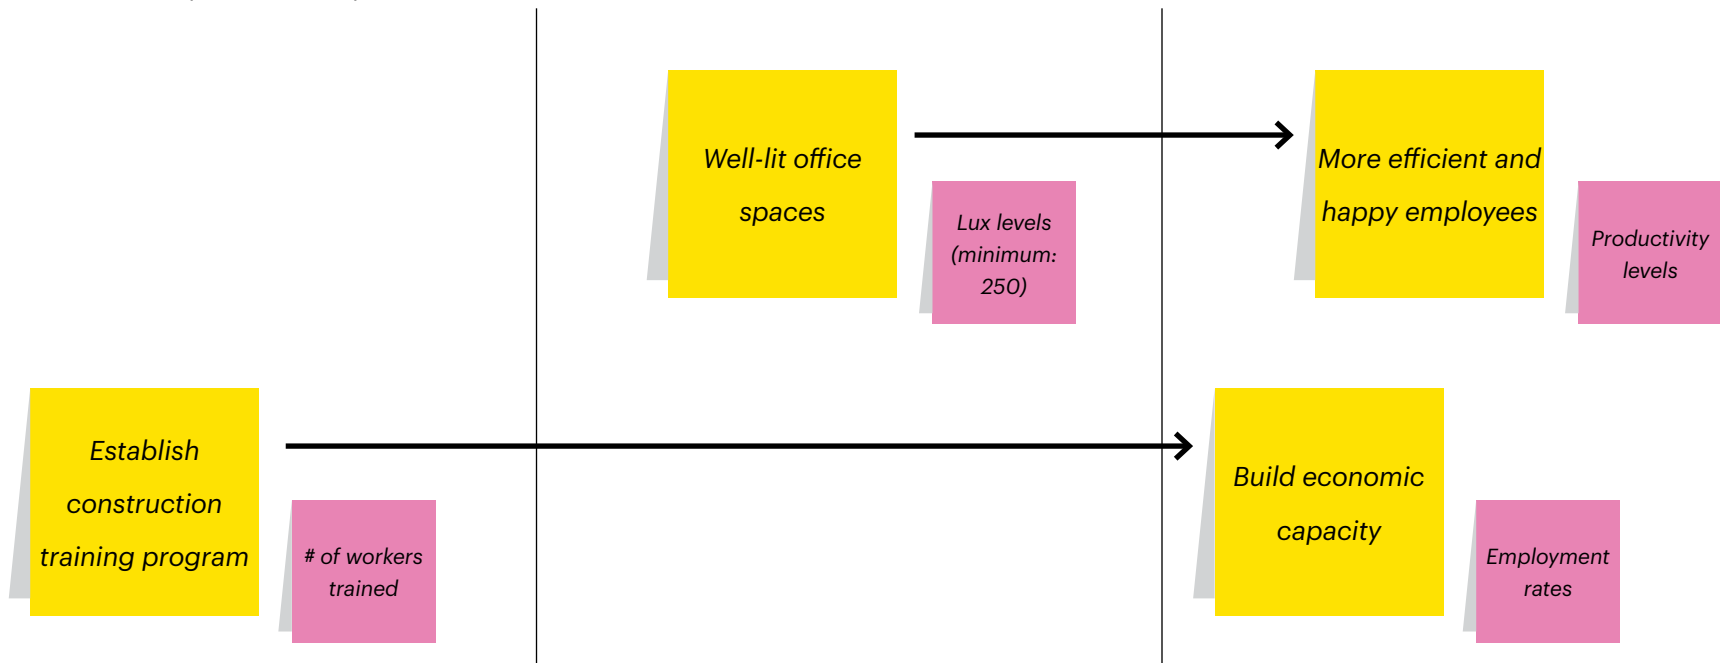 Well-lit office
spaces
Lux levels
(minimum:
250)
More efficient and
happy employees
Productivity
levels
Establish
construction
training program
# of workers
trained
Build economic
capacity
Employment
rates